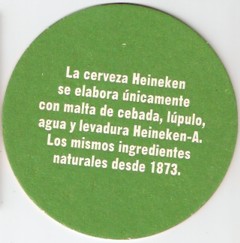 La cerveza Heineken
se elabora únicamente
con malta de cebada, lúpulo,
agua y levadura Heineken-A.
Los mismos ingredientes
naturales desde 1873.